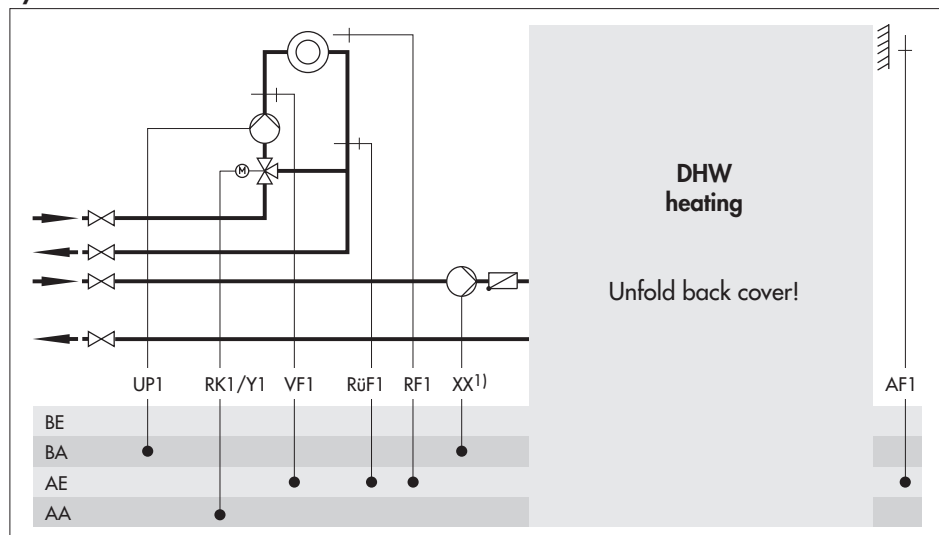 M
DHW
heating
Unfold back cover!
UP1 RK1/Y1 VF1 RüF1 RF1 XX1) AF1
BE
BA
AE
AA